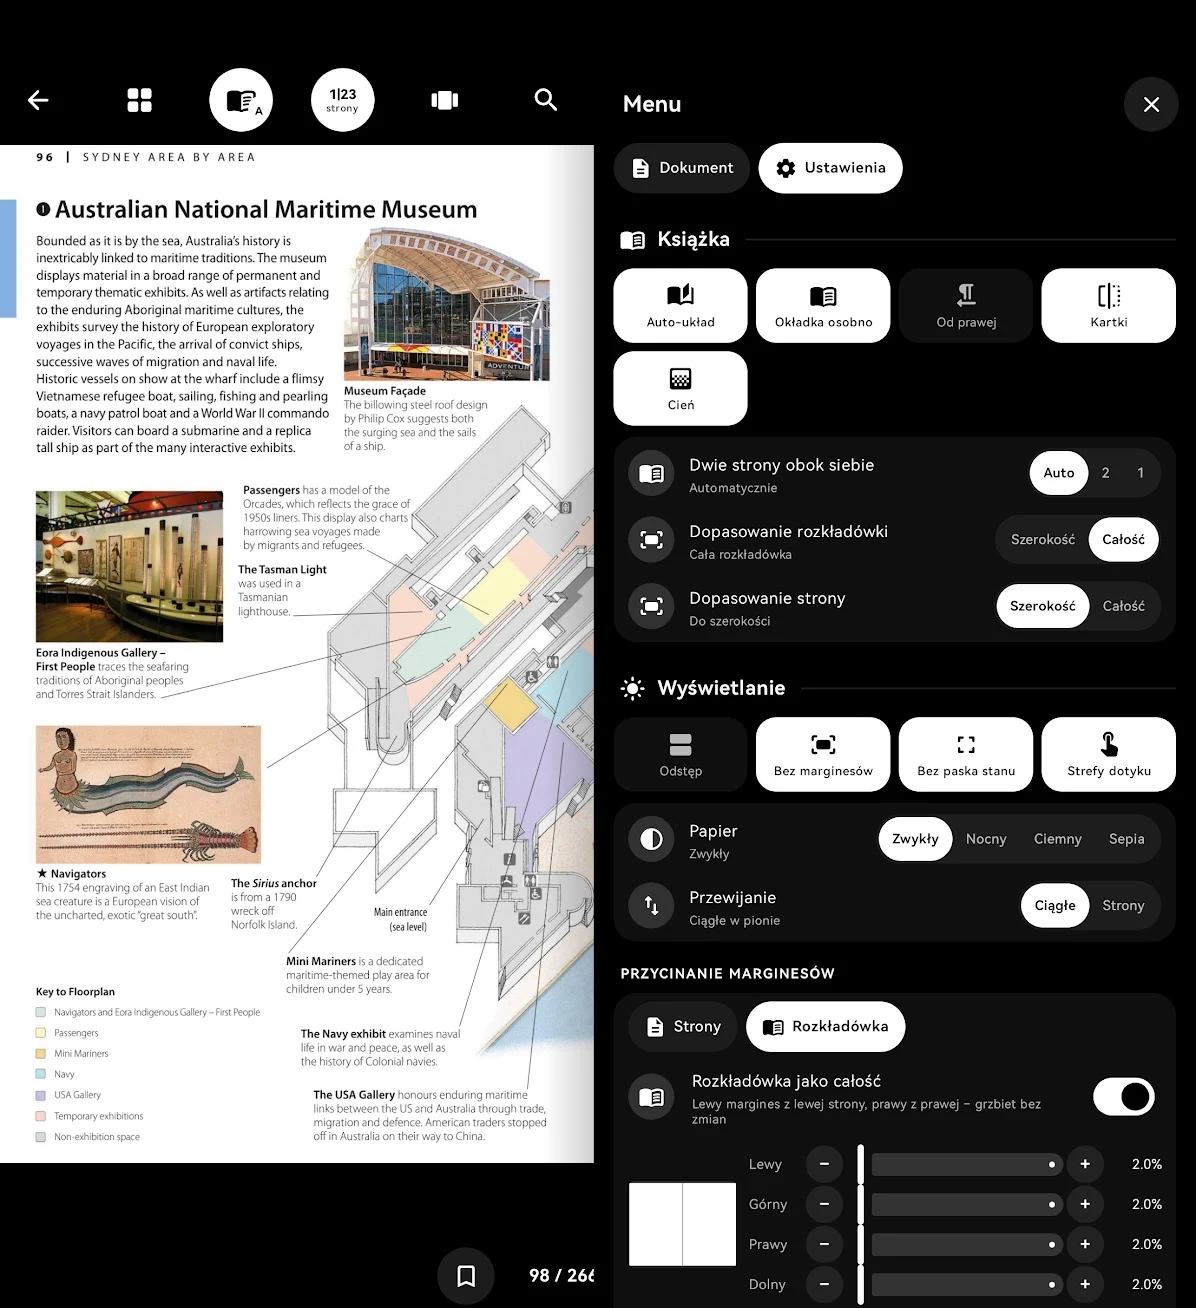 A
1|23
strony
96 | SYDNEY AREA BY AREA
1 Australian National Maritime Museum
Bounded as it is by the sea, Australia's history is
inextricably linked to maritime traditions. The museum
displays material in a broad range of permanent and
temporary thematic exhibits. As well as artifacts relating
to the enduring Aboriginal maritime cultures, the
exhibits survey the history of European exploratory
voyages in the Pacific, the arrival of convict ships,
successive waves of migration and naval life.
Historic vessels on show at the wharf include a flimsy
Vietnamese refugee boat, sailing, fishing and pearling
boats, a navy patrol boat and a World War II commando
raider. Visitors can board a submarine and a replica
tall ship as part of the many interactive exhibits.
ADVENTUR
Museum Façade
The billowing steel roof design
by Philip Cox suggests both
the surging sea and the sails
of a ship.
Passengers has a model of the
Orcades, which reflects the grace of
1950s liners. This display also charts
harrowing sea voyages made
by migrants and refugees.
The Tasman Light
was used in a
Tasmanian
lighthouse.
Eora Indigenous Gallery –
First People traces the seafaring
traditions of Aboriginal peoples
and Torres Strait Islanders.
★ Navigators
This 1754 engraving of an East Indian
sea creature is a European vision of
the uncharted, exotic “great south”.
The Sirius anchor
is from a 1790
wreck off
Norfolk Island.
Main entrance
(sea level)
Mini Mariners is a dedicated
maritime-themed play area for
children under 5 years.
The Navy exhibit examines naval
life in war and peace, as well as
the history of Colonial navies.
The USA Gallery honours enduring maritime
links between the US and Australia through trade,
migration and defence. American traders stopped
off in Australia on their way to China.
Key to Floorplan
Navigators and Eora Indigenous Gallery – First People
Passengers
Mini Mariners
Navy
USA Gallery
Temporary exhibitions
Non-exhibition space
98 / 266
Menu
Dokument
Ustawienia
Książka
Auto-układ
Okładka osobno
Od prawej
Kartki
Cień
Dwie strony obok siebie
Automatycznie
Auto 2 1
Dopasowanie rozkładówki
Cała rozkładówka
Szerokość Całość
Dopasowanie strony
Do szerokości
Szerokość Całość
Wyświetlanie
Odstęp
Bez marginesów
Bez paska stanu
Strefy dotyku
Papier
Zwykły
Zwykły Nocny Ciemny Sepia
Przewijanie
Ciągłe w pionie
Ciągłe Strony
PRZYCINANIE MARGINESÓW
Strony
Rozkładówka
Rozkładówka jako całość
Lewy margines z lewej strony, prawy z prawej – grzbiet bez
zmian
Lewy − + 2.0%
Górny − + 2.0%
Prawy − + 2.0%
Dolny − + 2.0%